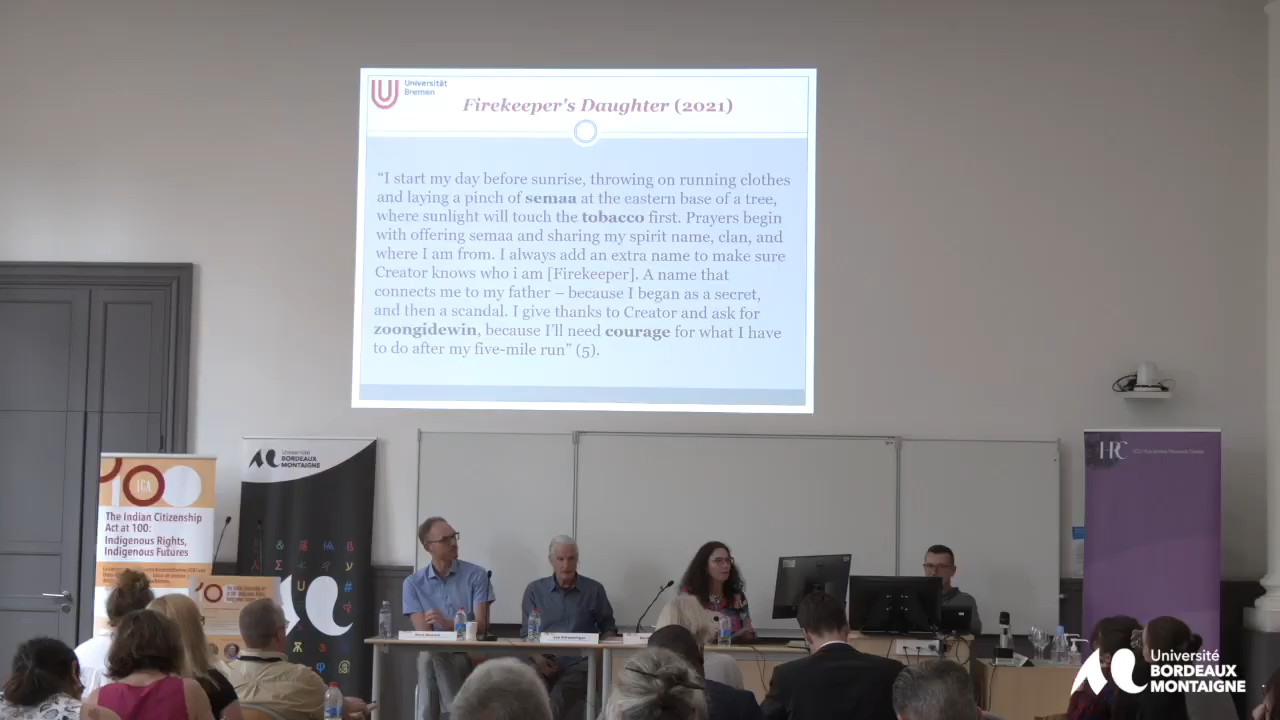 Universität
Bremen
Firekeeper's Daughter (2021)
“I start my day before sunrise, throwing on running clothes
and laying a pinch of semaa at the eastern base of a tree,
where sunlight will touch the tobacco first. Prayers begin
with offering semaa and sharing my spirit name, clan, and
where I am from. I always add an extra name to make sure
Creator knows who i am [Firekeeper]. A name that
connects me to my father – because I began as a secret,
and then a scandal. I give thanks to Creator and ask for
zoongidewin, because I’ll need courage for what I have
to do after my five-mile run” (5).
Université
BORDEAUX
MONTAIGNE
100
ICA
The Indian Citizenship
Act at 100:
Indigenous Rights,
Indigenous Futures
HRC
Université
BORDEAUX
MONTAIGNE